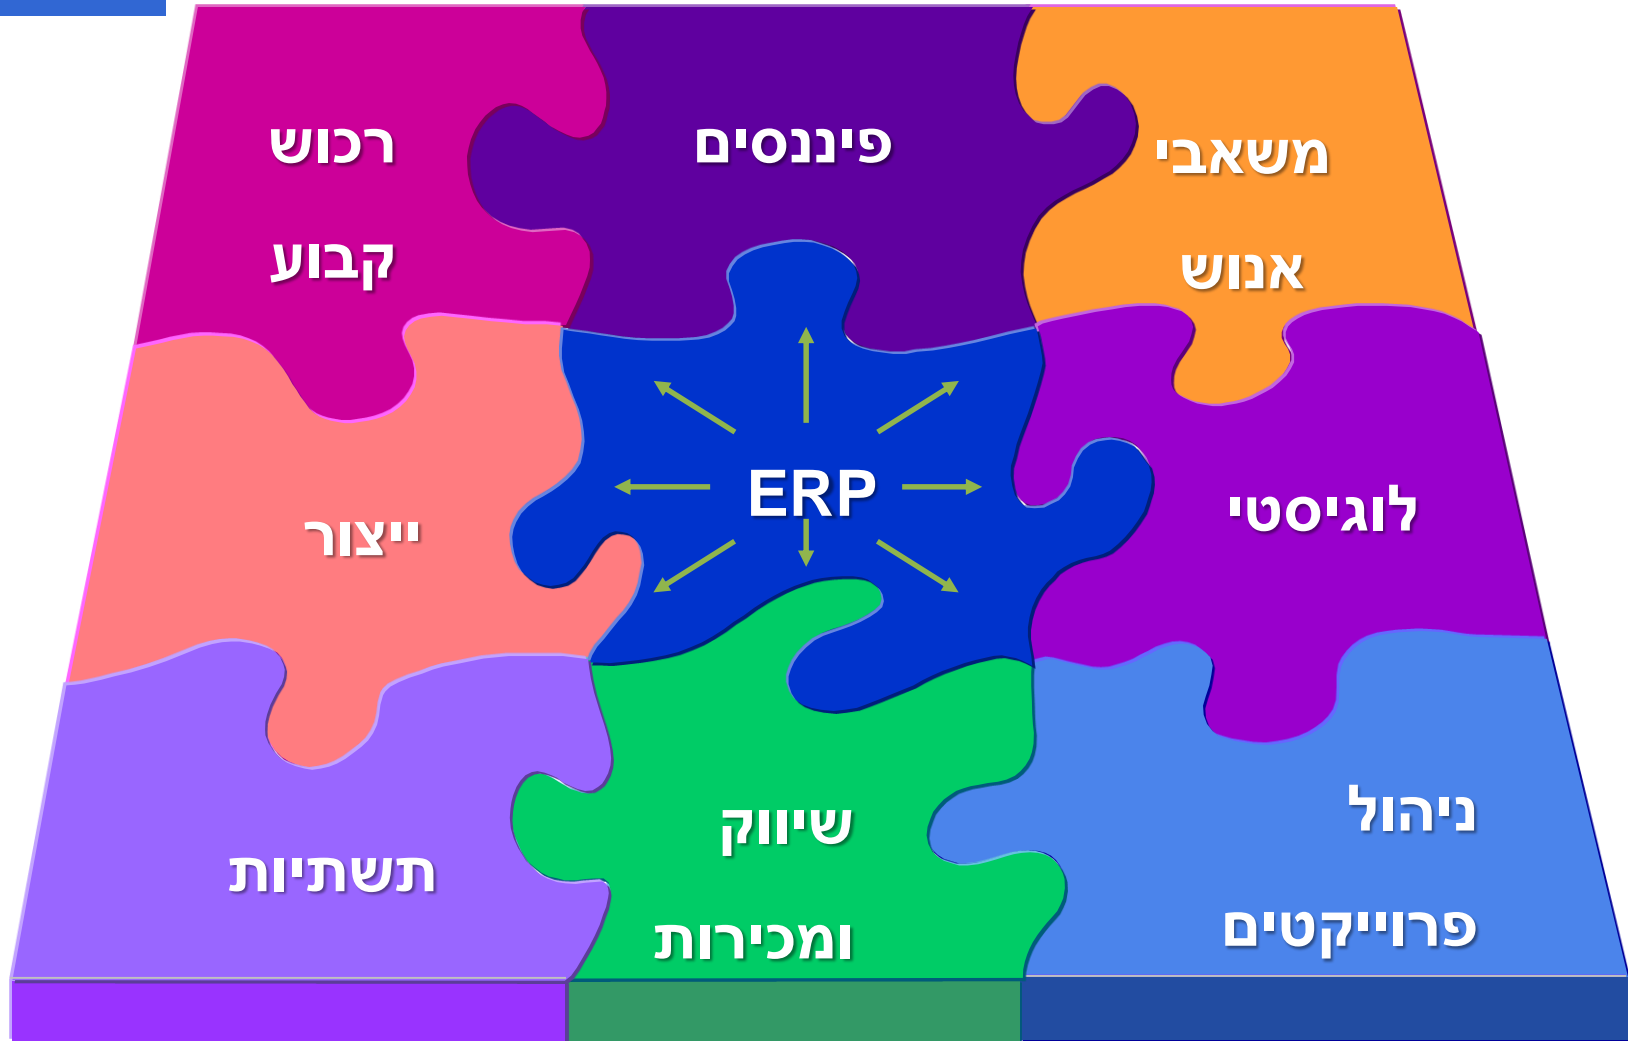 משאבי
אנוש
פיננסים
רכוש
קבוע
לוגיסטי
ERP
ייצור
ניהול
פרוייקטים
שיווק
ומכירות
תשתיות